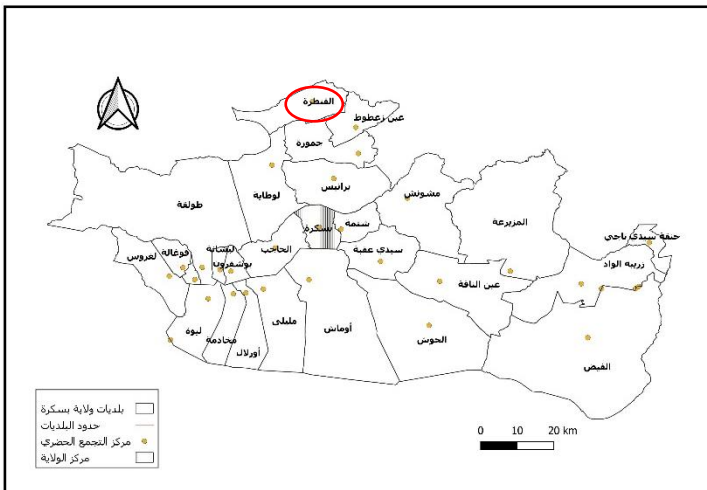 القنطرة
عين زعطوط
جمورة
برانيس
مشونش
لوطاية
المزيرعة
طولقة
خنقة سيدي ناجي
شتمة
بسكرة
ليشانة
سيدي عقبة
الحاجب
زريبة الواد
فوغالة
لغروس
بوشقرون
عين الناقة
مليلي
أوماش
الحوش
ليوة
مخادمة
أورلال
الفيض
بلديات ولاية بسكرة
حدود البلديات
مركز التجمع الحضري
مركز الولاية
0 10 20 km